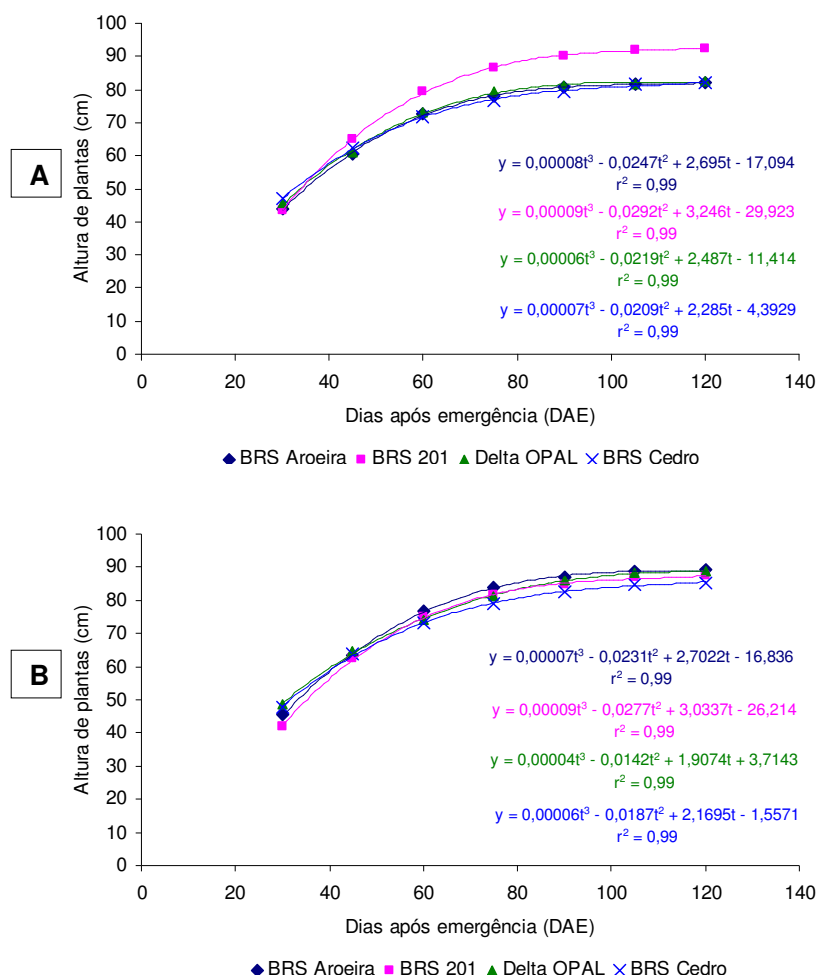 A
Altura de plantas (cm)
100
90
80
70
60
50
40
30
20
10
0
y = 0,00008t³ - 0,0247t² + 2,695t - 17,094
r² = 0,99
y = 0,00009t³ - 0,0292t² + 3,246t - 29,923
r² = 0,99
y = 0,00006t³ - 0,0219t² + 2,487t - 11,414
r² = 0,99
y = 0,00007t³ - 0,0209t² + 2,285t - 4,3929
r² = 0,99
0 20 40 60 80 100 120 140
Dias após emergência (DAE)
BRS Aroeira BRS 201 Delta OPAL BRS Cedro
B
Altura de plantas (cm)
100
90
80
70
60
50
40
30
20
10
0
y = 0,00007t³ - 0,0231t² + 2,7022t - 16,836
r² = 0,99
y = 0,00009t³ - 0,0277t² + 3,0337t - 26,214
r² = 0,99
y = 0,00004t³ - 0,0142t² + 1,9074t + 3,7143
r² = 0,99
y = 0,00006t³ - 0,0187t² + 2,1695t - 1,5571
r² = 0,99
0 20 40 60 80 100 120 140
Dias após emergência (DAE)
BRS Aroeira BRS 201 Delta OPAL BRS Cedro